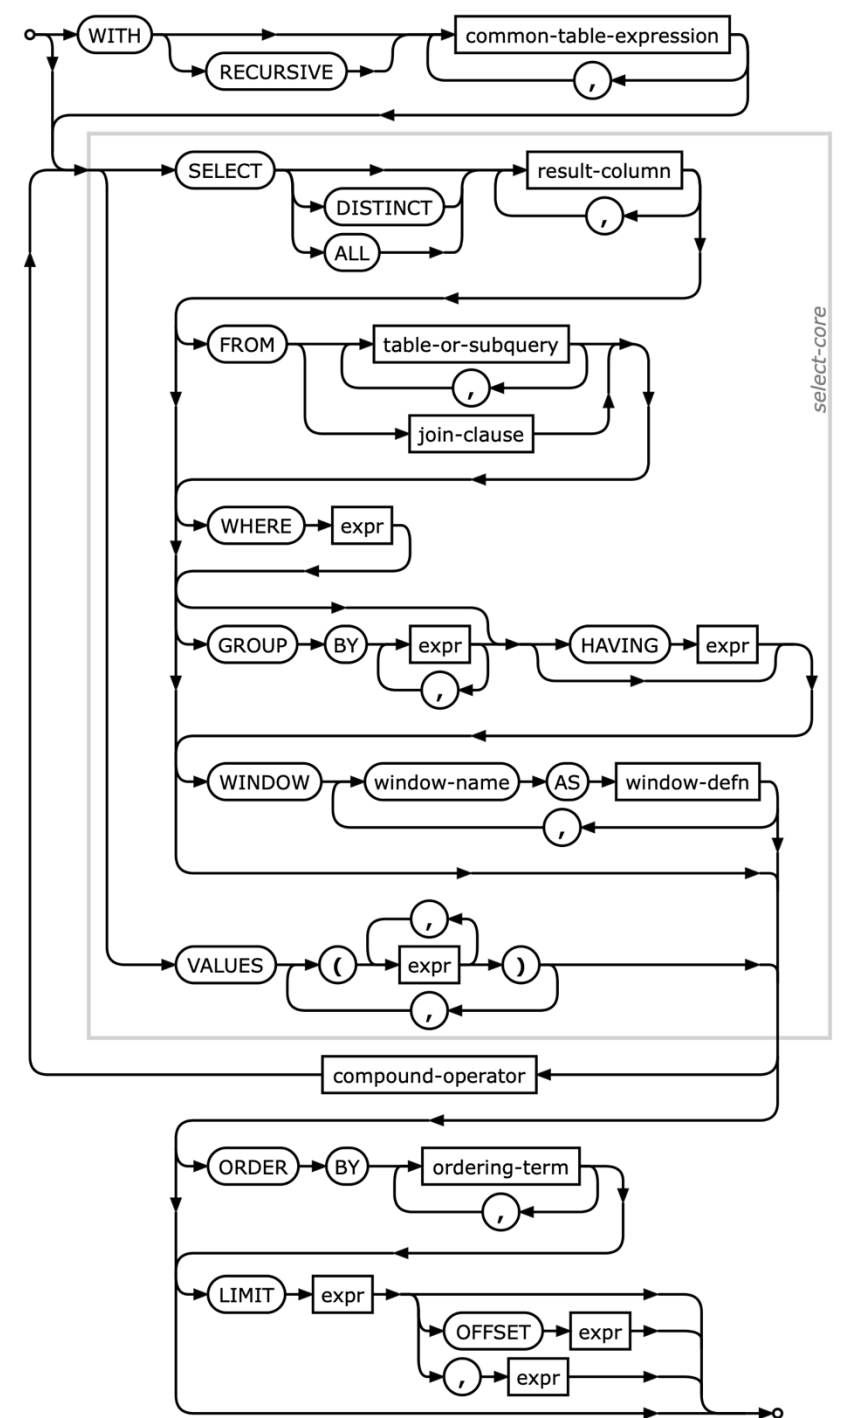 WITH common-table-expression
RECURSIVE ,
SELECT result-column
DISTINCT ,
ALL
select-core
FROM table-or-subquery
,
join-clause
WHERE expr
GROUP BY expr HAVING expr
,
WINDOW window-name AS window-defn
,
,
VALUES ( expr )
,
compound-operator
ORDER BY ordering-term
,
LIMIT expr
OFFSET expr
, expr